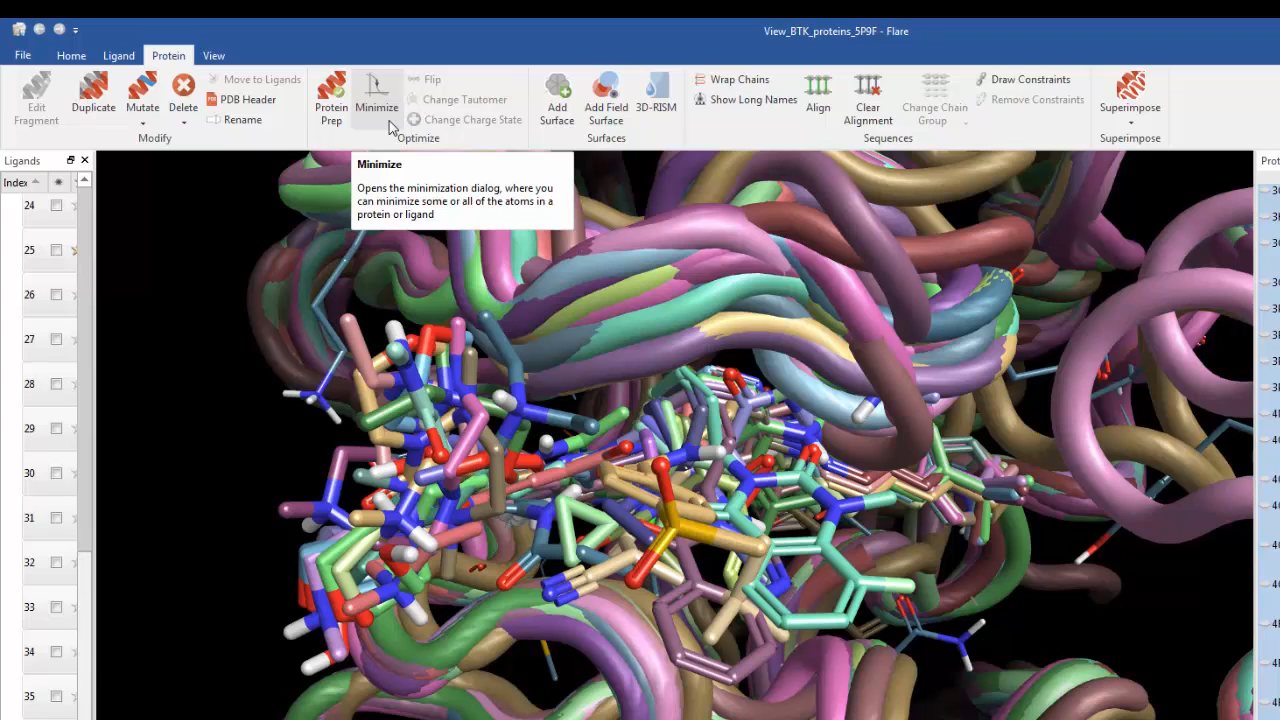 View_BTK_proteins_5P9F - Flare
File Home Ligand Protein View
Edit Fragment
Duplicate
Mutate
Delete
Move to Ligands
PDB Header
Rename
Modify
Protein Prep
Minimize
Flip
Change Tautomer
Change Charge State
Optimize
Add Surface
Add Field Surface
3D-RISM
Surfaces
Wrap Chains
Show Long Names
Align
Clear Alignment
Change Chain Group
Draw Constraints
Remove Constraints
Sequences
Superimpose
Superimpose
Minimize
Opens the minimization dialog, where you
can minimize some or all of the atoms in a
protein or ligand
Ligands
Index
24
25
26
27
28
29
30
31
32
33
34
35